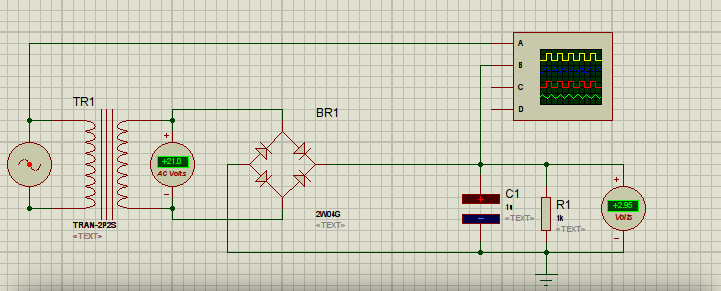 A
B
C
D
TR1
BR1
+21.0
AC Volts
TRAN-2P2S
<TEXT>
2W04G
<TEXT>
C1
1u
<TEXT>
R1
1k
<TEXT>
+2.95
Volts